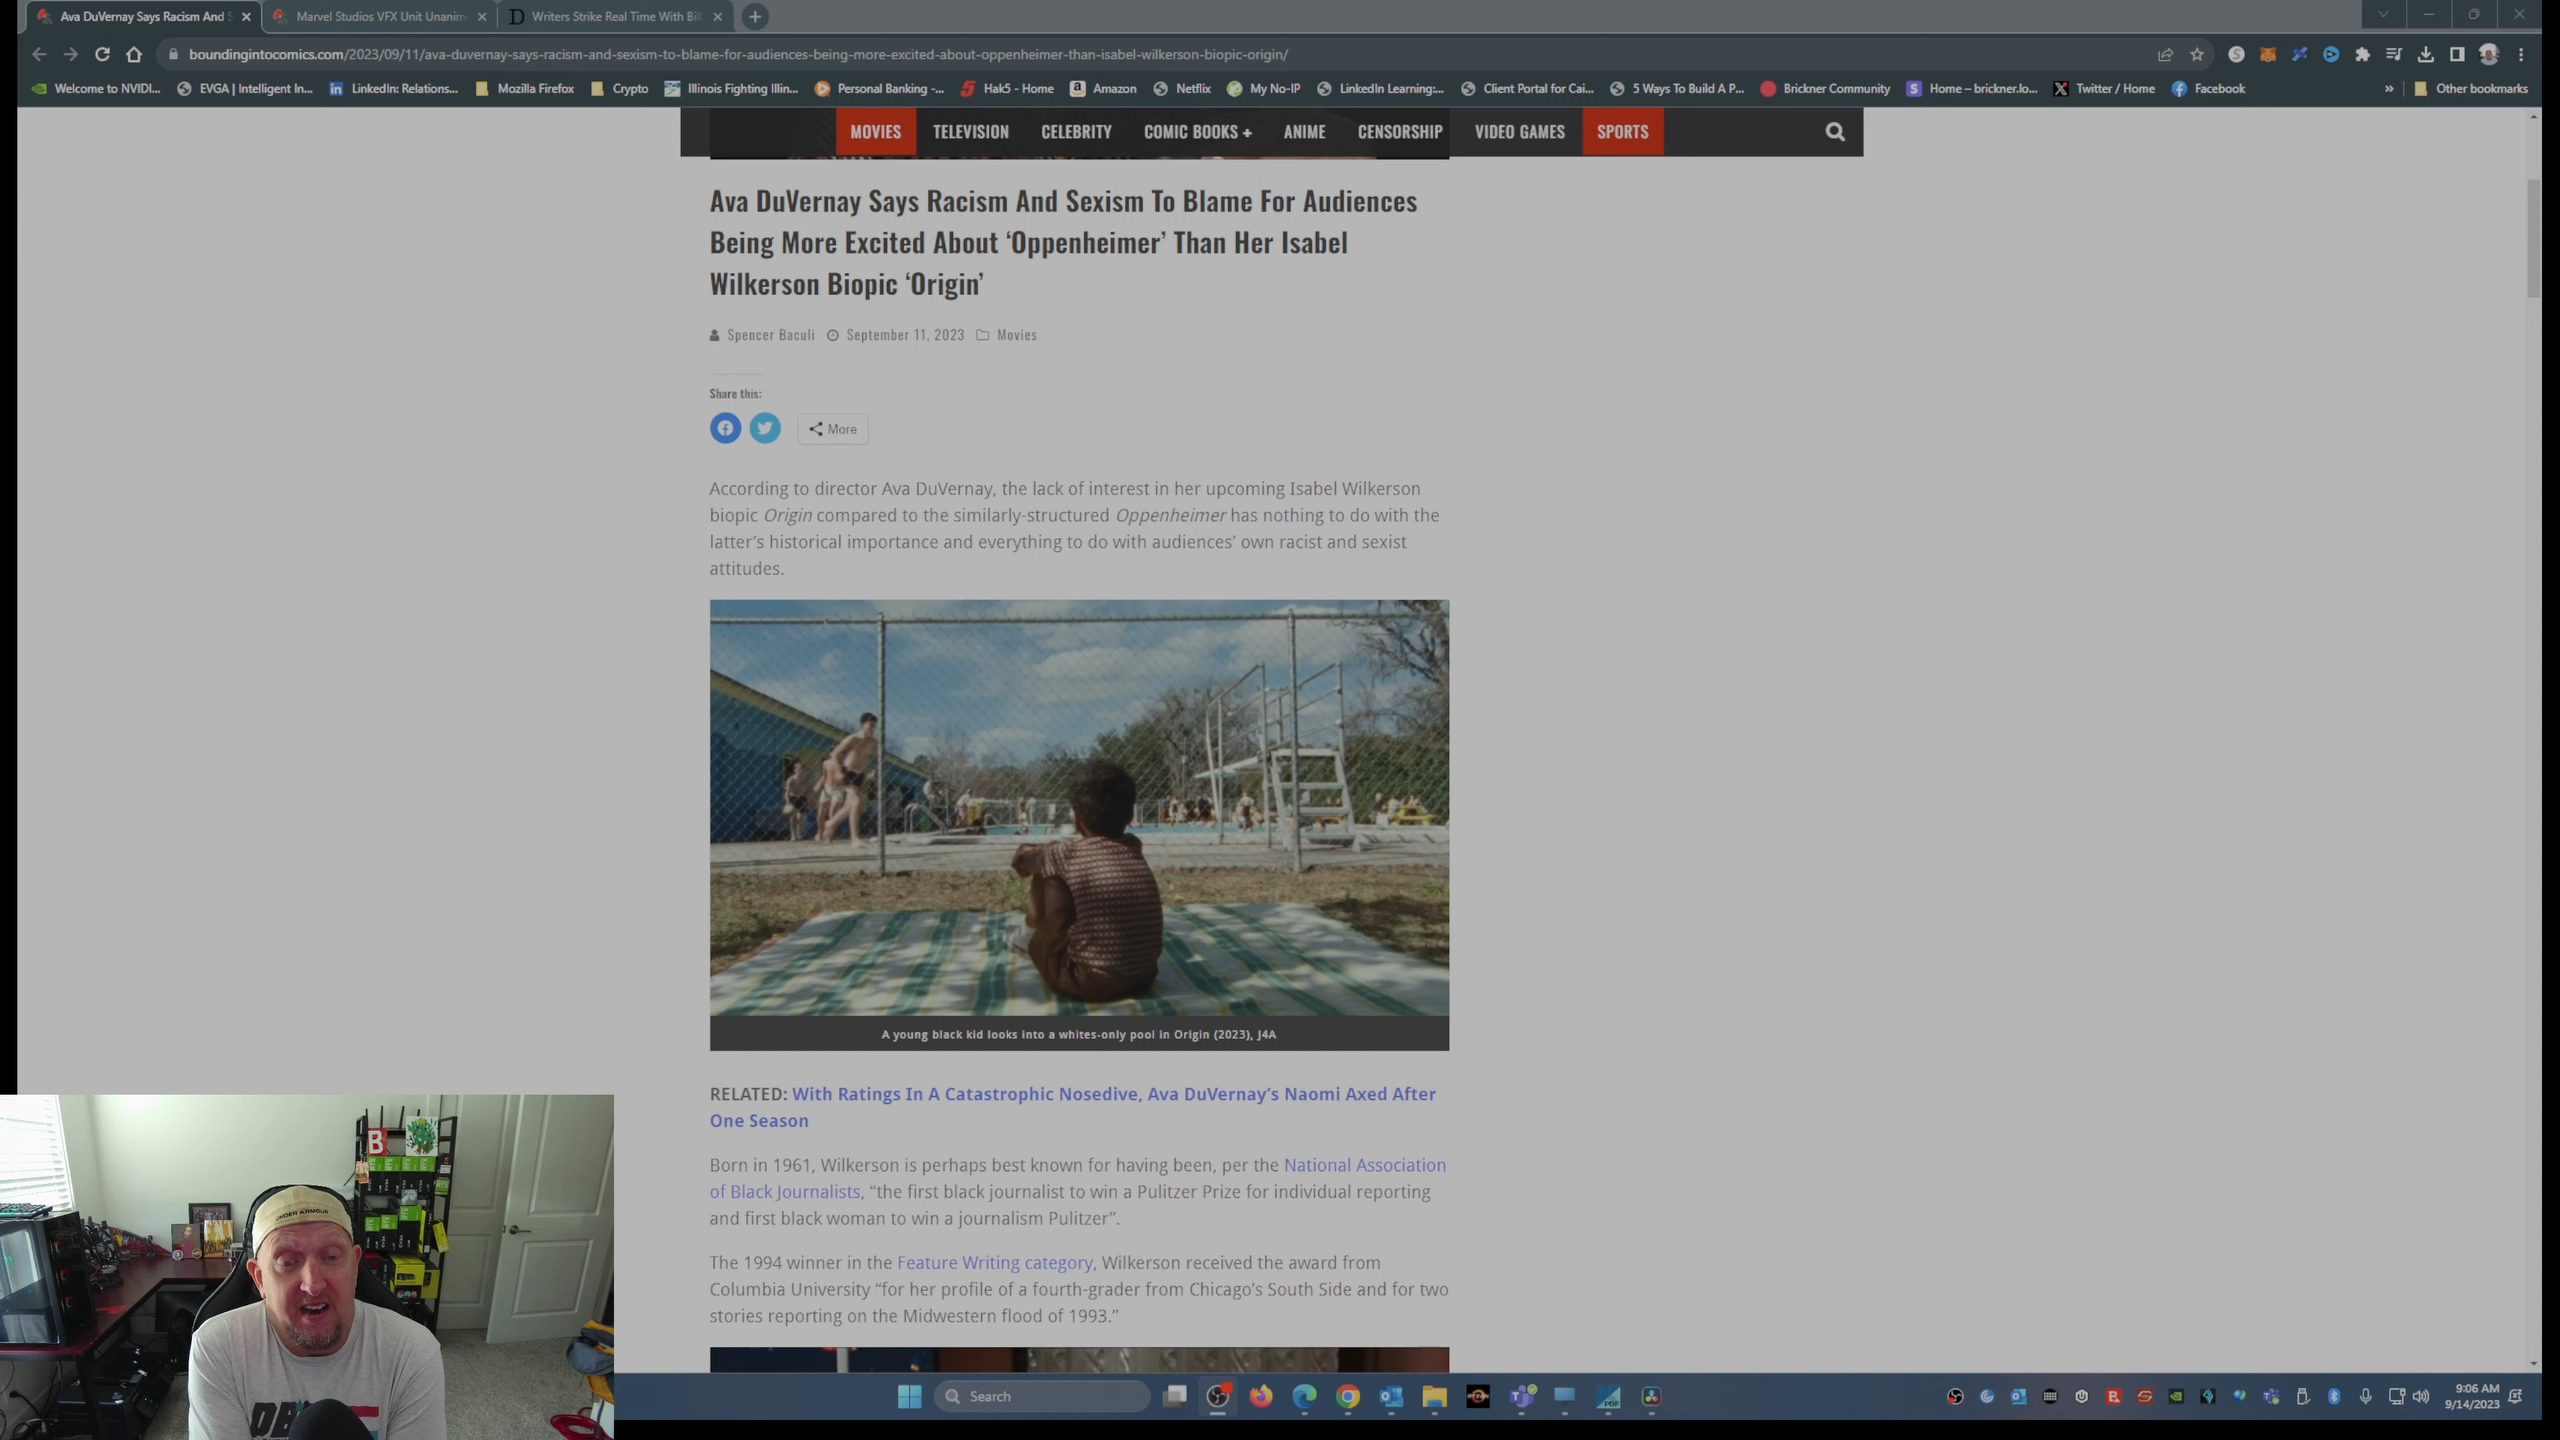 Ava DuVernay Says Racism And S
Marvel Studios VFX Unit Unanim
Writers Strike Real Time With Bil
boundingintocomics.com/2023/09/11/ava-duvernay-says-racism-and-sexism-to-blame-for-audiences-being-more-excited-about-oppenheimer-than-isabel-wilkerson-biopic-origin/
Welcome to NVIDI... EVGA | Intelligent In... LinkedIn: Relations... Mozilla Firefox Crypto Illinois Fighting Illin... Personal Banking -... Hak5 - Home Amazon Netflix My No-IP LinkedIn Learning:... Client Portal for Cai... 5 Ways To Build A P... Brickner Community Home – brickner.lo... Twitter / Home Facebook » Other bookmarks
MOVIES TELEVISION CELEBRITY COMIC BOOKS + ANIME CENSORSHIP VIDEO GAMES SPORTS
Ava DuVernay Says Racism And Sexism To Blame For Audiences
Being More Excited About ‘Oppenheimer’ Than Her Isabel
Wilkerson Biopic ‘Origin’
Spencer Baculi September 11, 2023 Movies
Share this:
More
According to director Ava DuVernay, the lack of interest in her upcoming Isabel Wilkerson
biopic Origin compared to the similarly-structured Oppenheimer has nothing to do with the
latter’s historical importance and everything to do with audiences’ own racist and sexist
attitudes.
A young black kid looks into a whites-only pool in Origin (2023), J4A
RELATED: With Ratings In A Catastrophic Nosedive, Ava DuVernay’s Naomi Axed After
One Season
Born in 1961, Wilkerson is perhaps best known for having been, per the National Association
of Black Journalists, “the first black journalist to win a Pulitzer Prize for individual reporting
and first black woman to win a journalism Pulitzer”.
The 1994 winner in the Feature Writing category, Wilkerson received the award from
Columbia University “for her profile of a fourth-grader from Chicago’s South Side and for two
stories reporting on the Midwestern flood of 1993.”
B
UNDER ARMOUR
Search
9:06 AM
9/14/2023